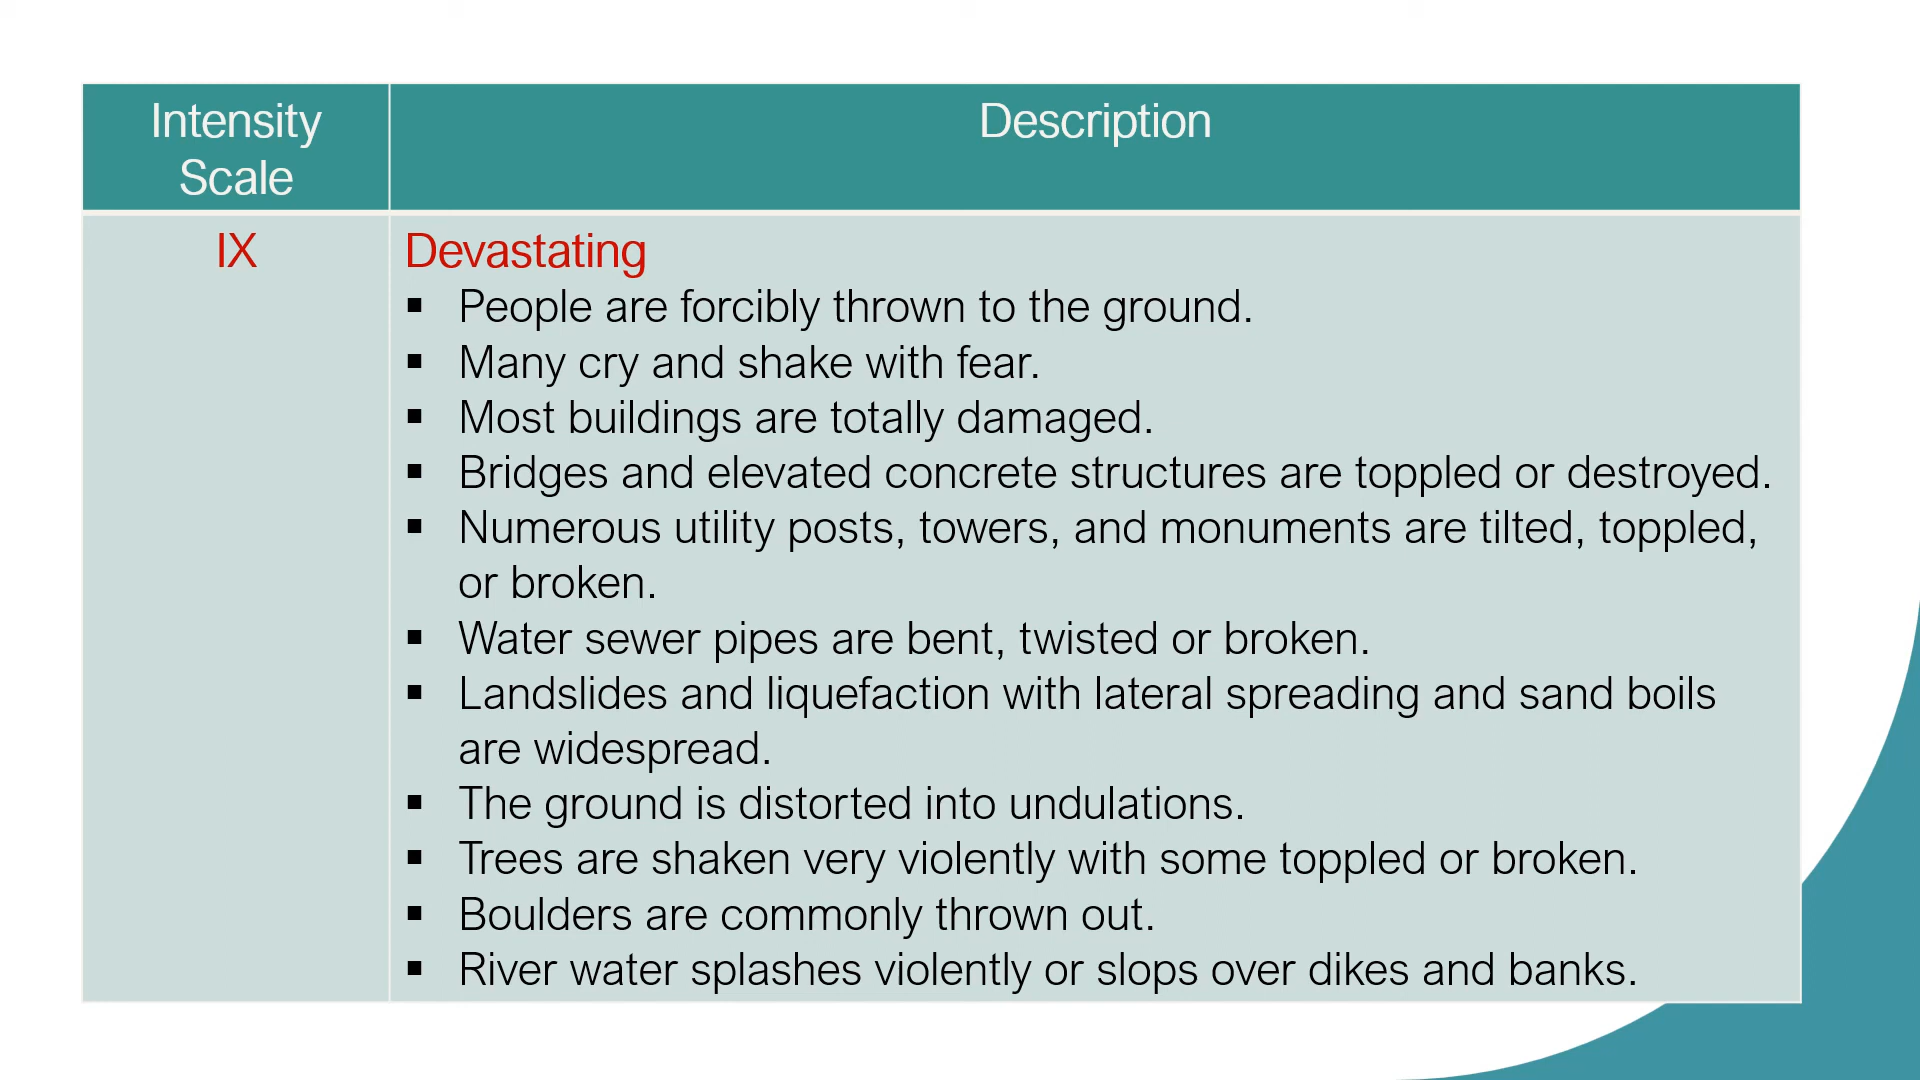 Intensity
Scale
Description
IX
Devastating
▪ People are forcibly thrown to the ground.
▪ Many cry and shake with fear.
▪ Most buildings are totally damaged.
▪ Bridges and elevated concrete structures are toppled or destroyed.
▪ Numerous utility posts, towers, and monuments are tilted, toppled,
or broken.
▪ Water sewer pipes are bent, twisted or broken.
▪ Landslides and liquefaction with lateral spreading and sand boils
are widespread.
▪ The ground is distorted into undulations.
▪ Trees are shaken very violently with some toppled or broken.
▪ Boulders are commonly thrown out.
▪ River water splashes violently or slops over dikes and banks.